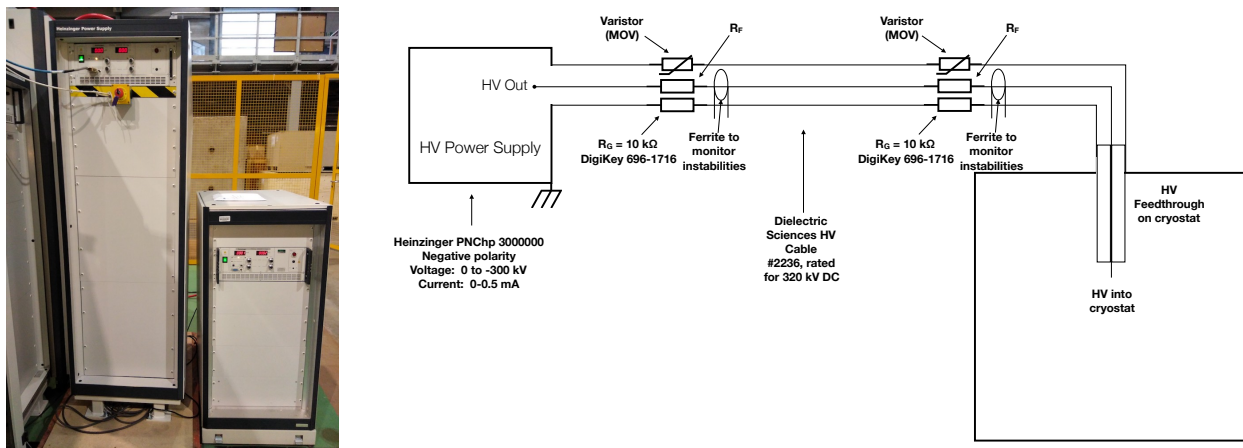 Heinzinger Power Supply
Varistor
(MOV)
RF
Varistor
(MOV)
RF
HV Out
HV Power Supply
RG = 10 kΩ
DigiKey 696-1716
Ferrite to
monitor
instabilities
RG = 10 kΩ
DigiKey 696-1716
Ferrite to
monitor
instabilities
Heinzinger PNChp 3000000
Negative polarity
Voltage: 0 to -300 kV
Current: 0-0.5 mA
Dielectric
Sciences HV
Cable
#2236, rated
for 320 kV DC
HV
Feedthrough
on cryostat
HV into
cryostat